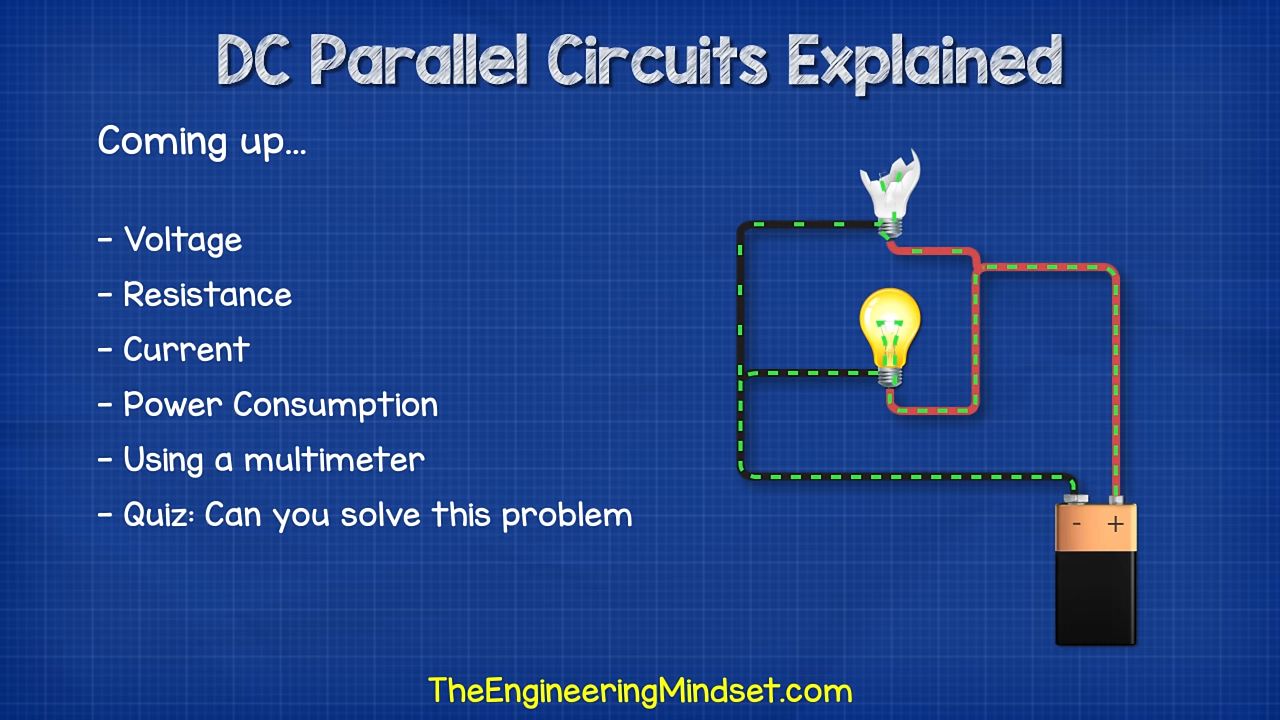 DC Parallel Circuits Explained
Coming up...
- Voltage
- Resistance
- Current
- Power Consumption
- Using a multimeter
- Quiz: Can you solve this problem
- +
TheEngineeringMindset.com